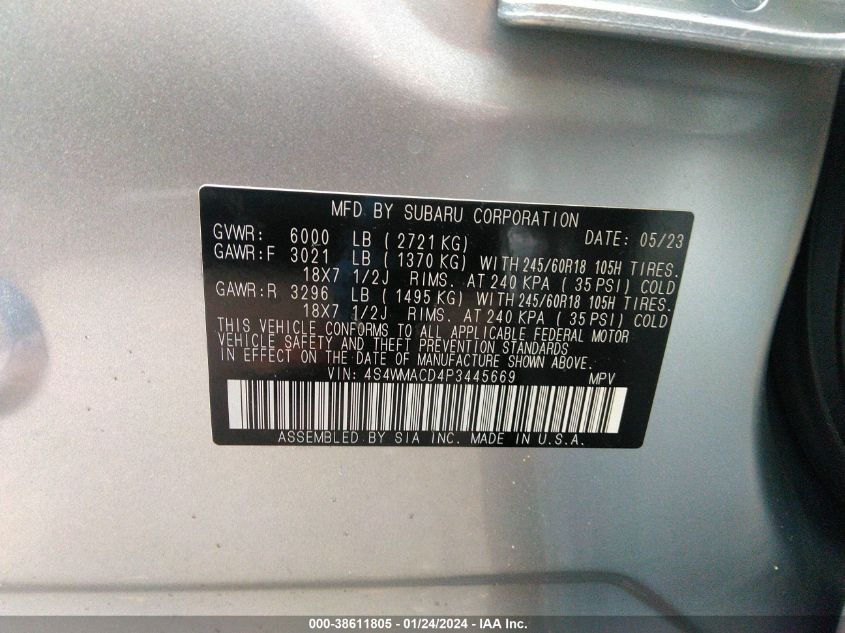 MFD BY SUBARU CORPORATION
GVWR: 6000 LB ( 2721 KG) DATE: 05/23
GAWR:F 3021 LB ( 1370 KG) WITH 245/60R18 105H TIRES.
18X7 1/2J RIMS. AT 240 KPA ( 35 PSI) COLD
GAWR:R 3296 LB ( 1495 KG) WITH 245/60R18 105H TIRES.
18X7 1/2J RIMS. AT 240 KPA ( 35 PSI) COLD
THIS VEHICLE CONFORMS TO ALL APPLICABLE FEDERAL MOTOR
VEHICLE SAFETY AND THEFT PREVENTION STANDARDS
IN EFFECT ON THE DATE OF MANUFACTURE SHOWN ABOVE.
VIN: 4S4WMACD4P3445669 MPV
ASSEMBLED BY SIA INC. MADE IN U.S.A.
000-38611805 - 01/24/2024 - IAA Inc.